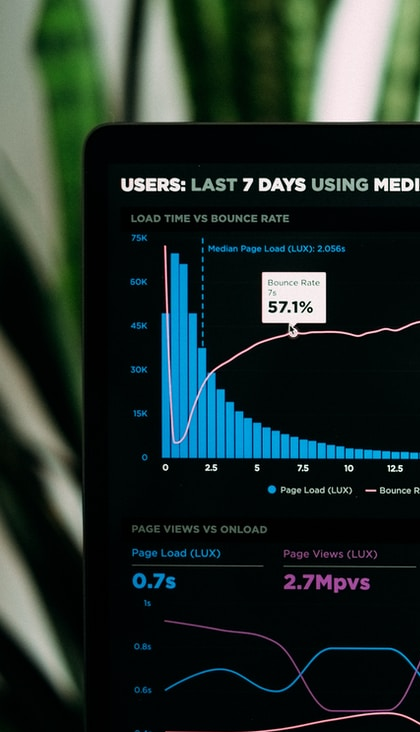 USERS: LAST 7 DAYS USING MEDI
LOAD TIME VS BOUNCE RATE
75K
Median Page Load (LUX): 2.056s
60K
Bounce Rate
7s
57.1%
45K
30K
15K
0
0 2.5 5 7.5 10 12.5
Page Load (LUX) Bounce R
PAGE VIEWS VS ONLOAD
Page Load (LUX) Page Views (LUX)
0.7s 2.7Mpvs
1s
0.8s
0.6s